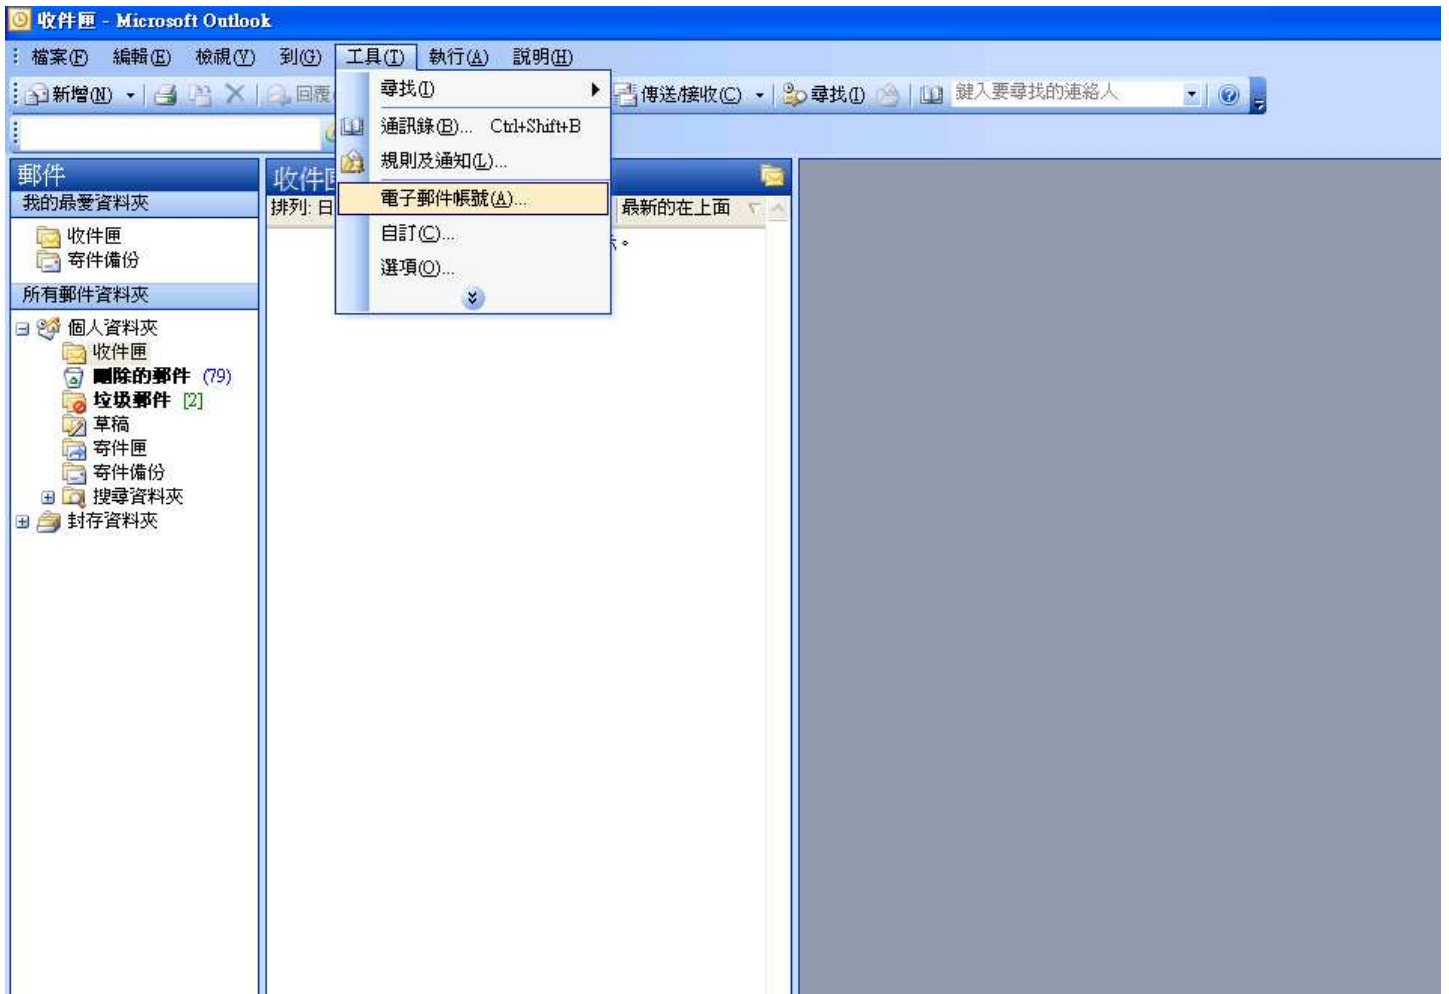 收件匣 - Microsoft Outlook
檔案(F) 編輯(E) 檢視(V) 到(G) 工具(T) 執行(A) 說明(H)
新增(N) 回覆 傳送/接收(C) 尋找(I) 鍵入要尋找的連絡人
尋找(I)
通訊錄(B)... Ctrl+Shift+B
規則及通知(L)...
電子郵件帳號(A)...
自訂(C)...
選項(O)...
郵件
我的最愛資料夾
收件匣
寄件備份
所有郵件資料夾
個人資料夾
收件匣
刪除的郵件 (79)
垃圾郵件 [2]
草稿
寄件匣
寄件備份
搜尋資料夾
封存資料夾
收件
排列: 日 最新的在上面
。